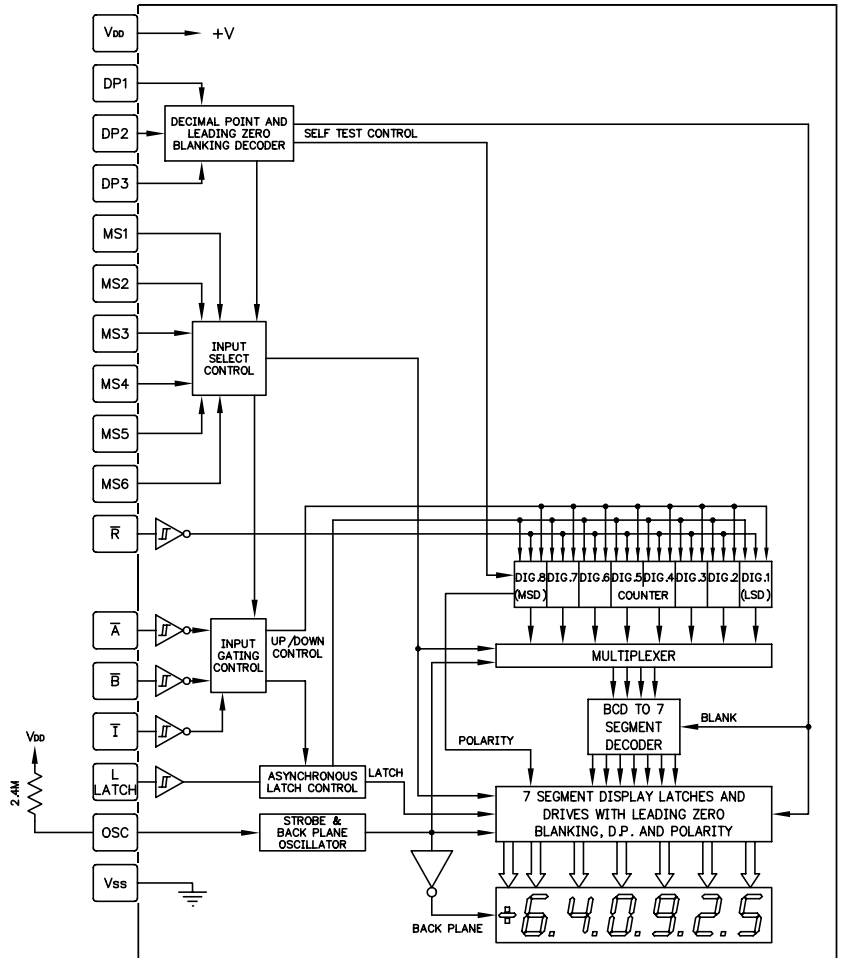 VDD
+V
DP1
DP2
DP3
DECIMAL POINT AND
LEADING ZERO
BLANKING DECODER
SELF TEST CONTROL
MS1
MS2
MS3
MS4
MS5
MS6
INPUT
SELECT
CONTROL
R̅
DIG.8 DIG.7 DIG.6 DIG.5 DIG.4 DIG.3 DIG.2 DIG.1
(MSD) COUNTER (LSD)
A̅
B̅
I̅
INPUT
GATING
CONTROL
UP/DOWN
CONTROL
MULTIPLEXER
BCD TO 7
SEGMENT
DECODER
BLANK
POLARITY
VDD
2.4M
L
LATCH
ASYNCHRONOUS
LATCH CONTROL
LATCH
OSC
STROBE &
BACK PLANE
OSCILLATOR
7 SEGMENT DISPLAY LATCHES AND
DRIVES WITH LEADING ZERO
BLANKING, D.P. AND POLARITY
Vss
BACK PLANE
÷6.4.0.9.2.5